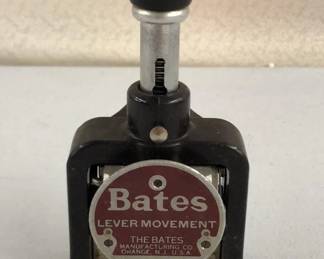 Bates
LEVER MOVEMENT
THE BATES
MANUFACTURING CO
ORANGE, N.J. U.S.A.